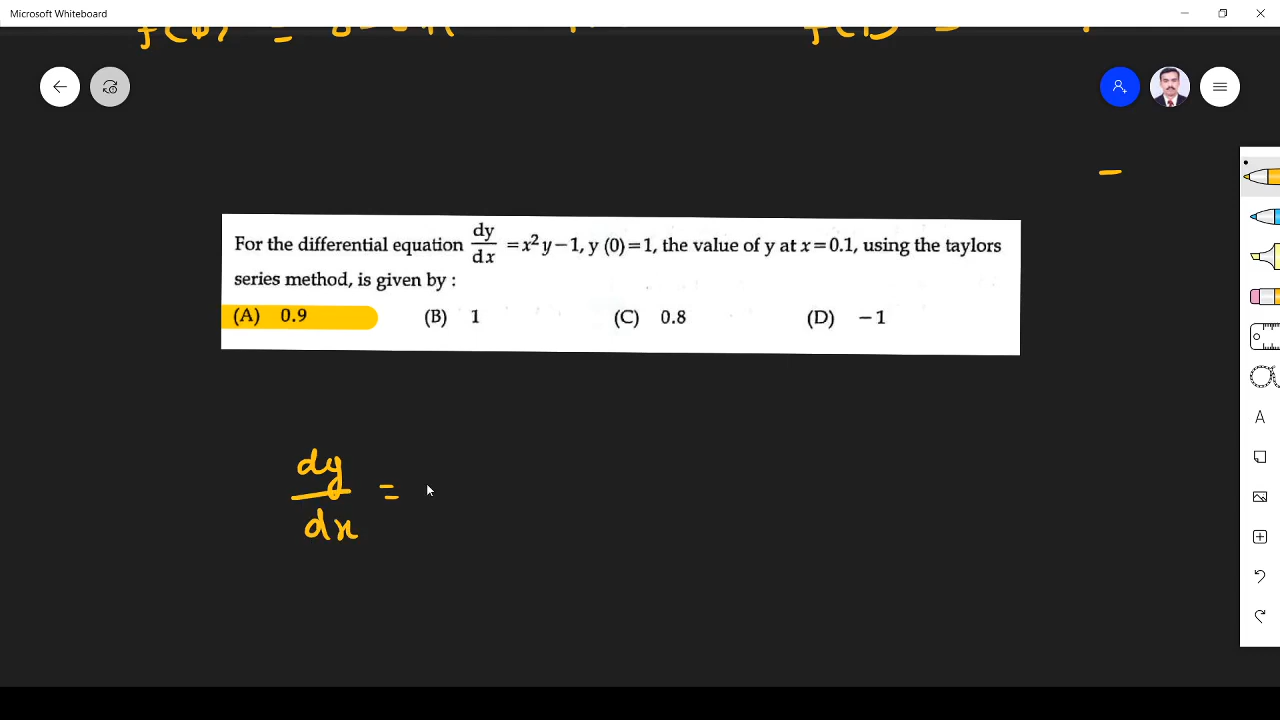 Microsoft Whiteboard
For the differential equation dy/dx = x² y − 1, y (0) = 1, the value of y at x = 0.1, using the taylors
series method, is given by :
(A) 0.9 (B) 1 (C) 0.8 (D) − 1
dy/dx =
A